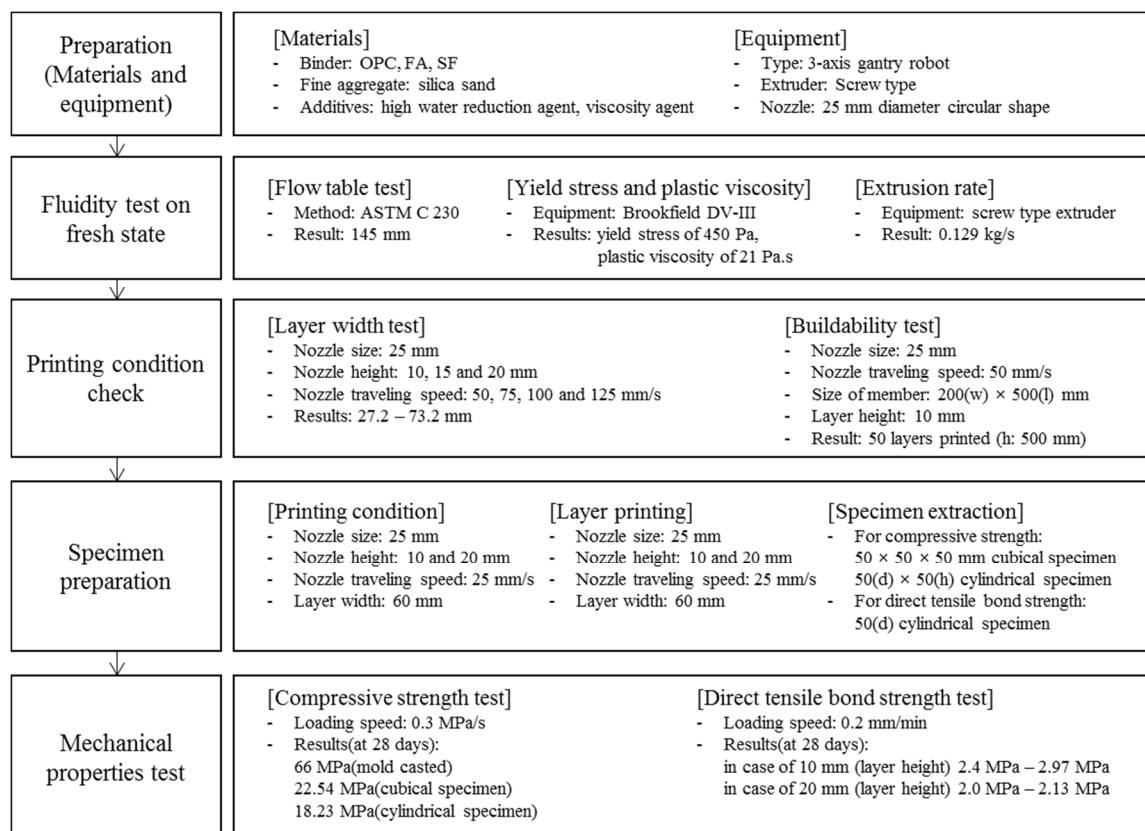 Preparation
(Materials and
equipment)
[Materials]
- Binder: OPC, FA, SF
- Fine aggregate: silica sand
- Additives: high water reduction agent, viscosity agent
[Equipment]
- Type: 3-axis gantry robot
- Extruder: Screw type
- Nozzle: 25 mm diameter circular shape
Fluidity test on
fresh state
[Flow table test]
- Method: ASTM C 230
- Result: 145 mm
[Yield stress and plastic viscosity]
- Equipment: Brookfield DV-III
- Results: yield stress of 450 Pa,
plastic viscosity of 21 Pa.s
[Extrusion rate]
- Equipment: screw type extruder
- Result: 0.129 kg/s
Printing condition
check
[Layer width test]
- Nozzle size: 25 mm
- Nozzle height: 10, 15 and 20 mm
- Nozzle traveling speed: 50, 75, 100 and 125 mm/s
- Results: 27.2 – 73.2 mm
[Buildability test]
- Nozzle size: 25 mm
- Nozzle traveling speed: 50 mm/s
- Size of member: 200(w) × 500(l) mm
- Layer height: 10 mm
- Result: 50 layers printed (h: 500 mm)
Specimen
preparation
[Printing condition]
- Nozzle size: 25 mm
- Nozzle height: 10 and 20 mm
- Nozzle traveling speed: 25 mm/s
- Layer width: 60 mm
[Layer printing]
- Nozzle size: 25 mm
- Nozzle height: 10 and 20 mm
- Nozzle traveling speed: 25 mm/s
- Layer width: 60 mm
[Specimen extraction]
- For compressive strength:
50 × 50 × 50 mm cubical specimen
50(d) × 50(h) cylindrical specimen
- For direct tensile bond strength:
50(d) cylindrical specimen
Mechanical
properties test
[Compressive strength test]
- Loading speed: 0.3 MPa/s
- Results(at 28 days):
66 MPa(mold casted)
22.54 MPa(cubical specimen)
18.23 MPa(cylindrical specimen)
[Direct tensile bond strength test]
- Loading speed: 0.2 mm/min
- Results(at 28 days):
in case of 10 mm (layer height) 2.4 MPa – 2.97 MPa
in case of 20 mm (layer height) 2.0 MPa – 2.13 MPa